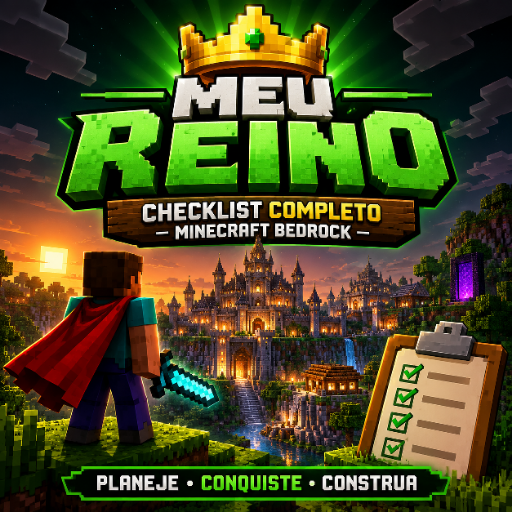 MEU
REINO
CHECKLIST COMPLETO
– MINECRAFT BEDROCK –
PLANEJE • CONQUISTE • CONSTRUA